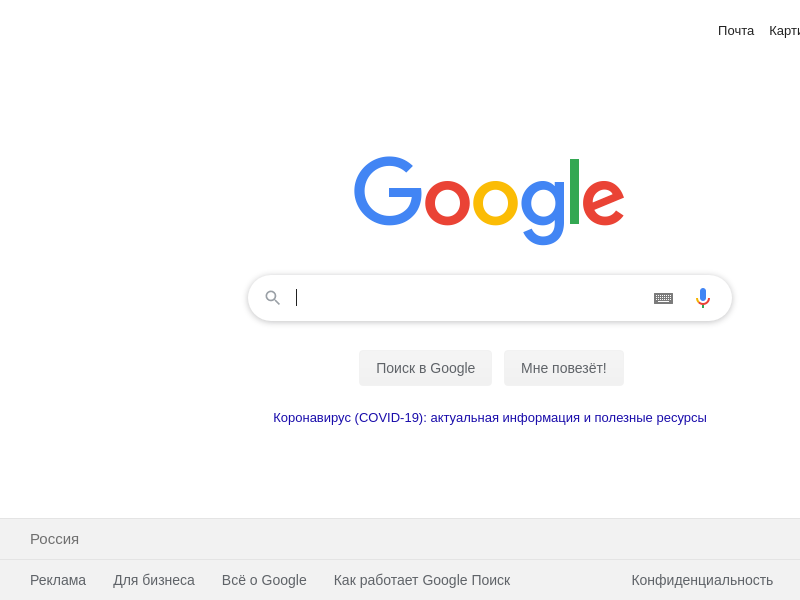 Почта Карти
Google
Поиск в Google Мне повезёт!
Коронавирус (COVID-19): актуальная информация и полезные ресурсы
Россия
Реклама Для бизнеса Всё о Google Как работает Google Поиск Конфиденциальность